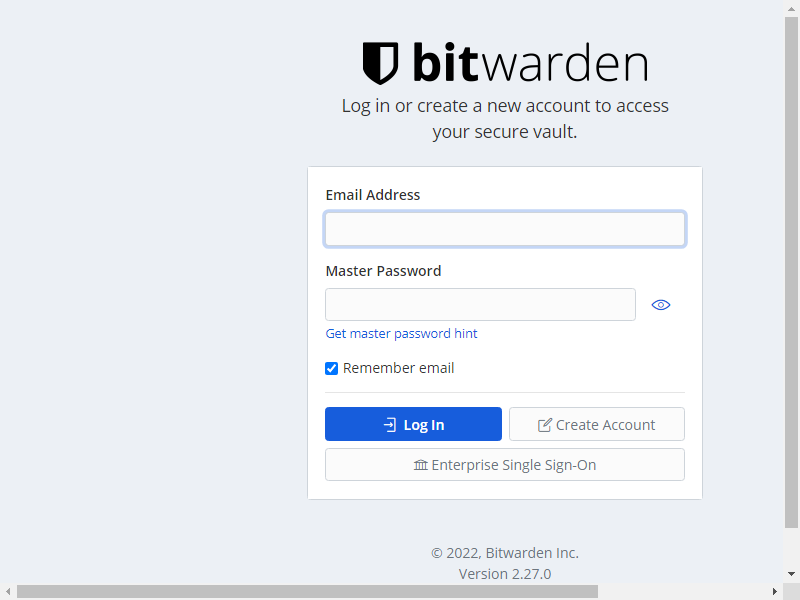 bitwarden
Log in or create a new account to access
your secure vault.
Email Address
Master Password
Get master password hint
Remember email
Log In
Create Account
Enterprise Single Sign-On
© 2022, Bitwarden Inc.
Version 2.27.0